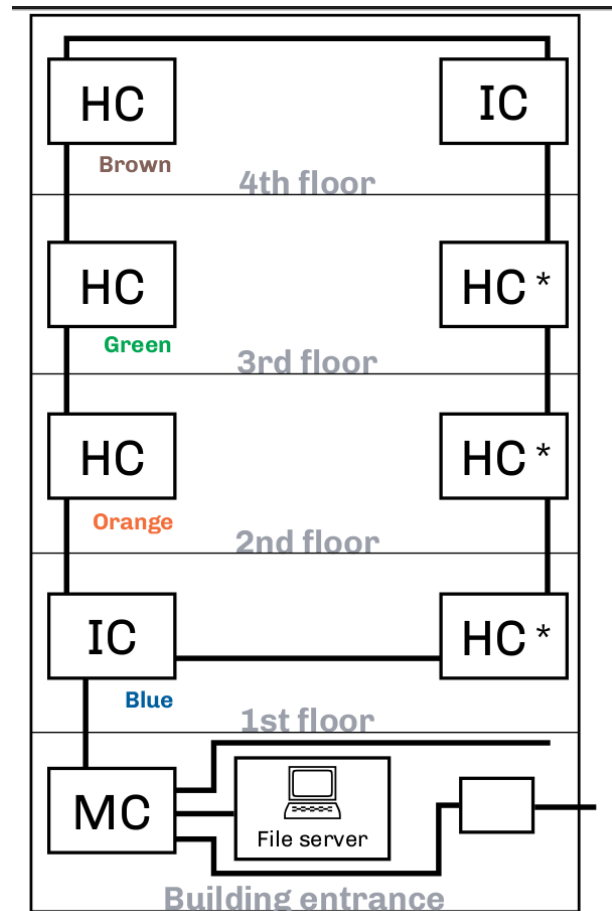 HC
IC
Brown
4th floor
HC
HC *
Green
3rd floor
HC
HC *
Orange
2nd floor
IC
HC *
Blue
1st floor
MC
File server
Building entrance